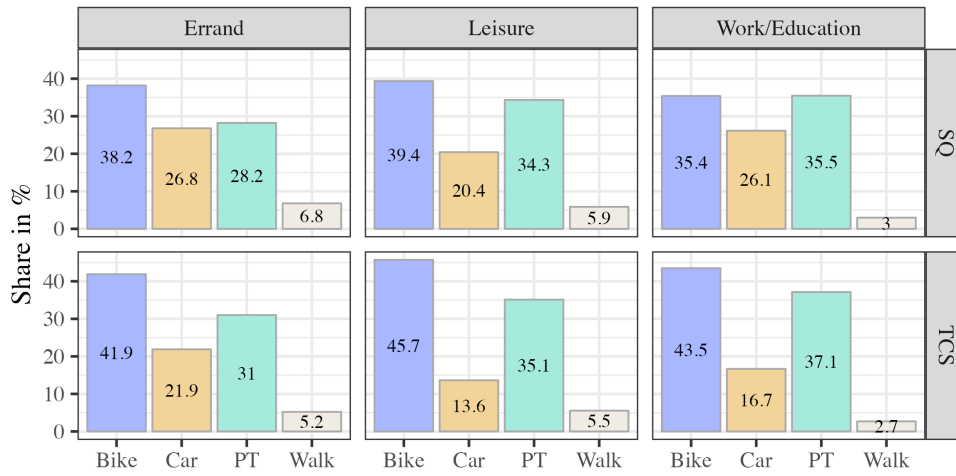 Errand Leisure Work/Education
Share in %
40
30
20
10
0
38.2 26.8 28.2 6.8
39.4 20.4 34.3 5.9
35.4 26.1 35.5 3
SQ
40
30
20
10
0
41.9 21.9 31 5.2
45.7 13.6 35.1 5.5
43.5 16.7 37.1 2.7
TCS
Bike Car PT Walk Bike Car PT Walk Bike Car PT Walk